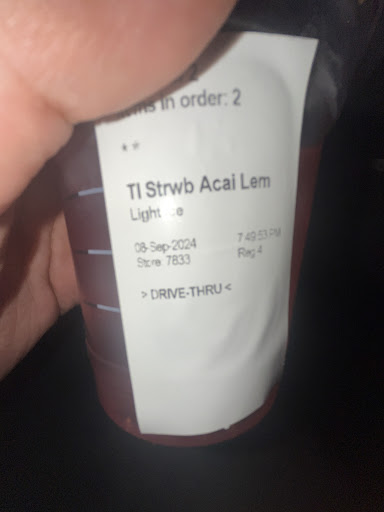 2
in order: 2
**
Tl Strwb Acai Lem
Light
08-Sep-2024 7:49:53 PM
Store: 7833 Reg 4
> DRIVE-THRU <